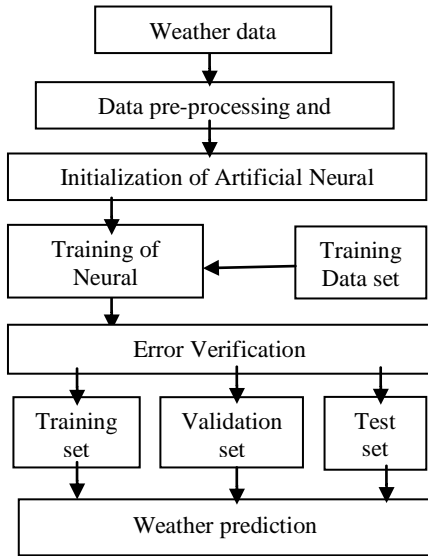 Weather data
Data pre-processing and
Initialization of Artificial Neural
Training of
Neural
Training
Data set
Error Verification
Training
set
Validation
set
Test
set
Weather prediction